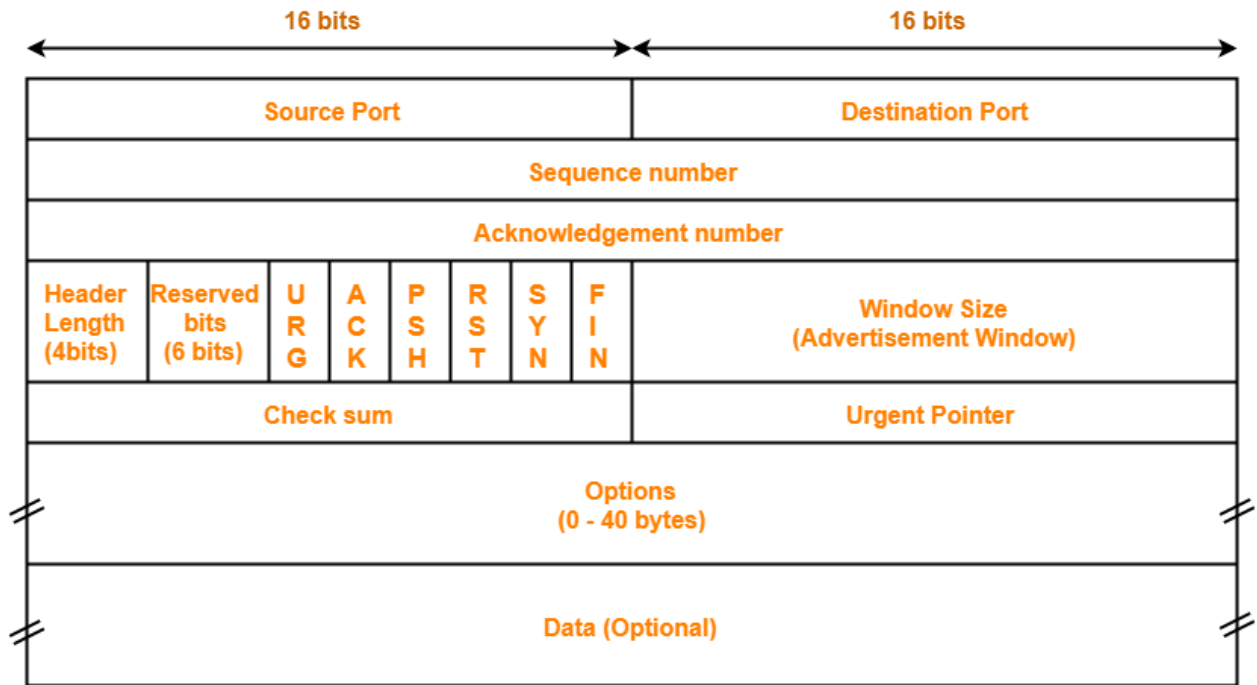 16 bits
16 bits
Source Port
Destination Port
Sequence number
Acknowledgement number
Header
Length
(4bits)
Reserved
bits
(6 bits)
U
R
G
A
C
K
P
S
H
R
S
T
S
Y
N
F
I
N
Window Size
(Advertisement Window)
Check sum
Urgent Pointer
Options
(0 - 40 bytes)
Data (Optional)